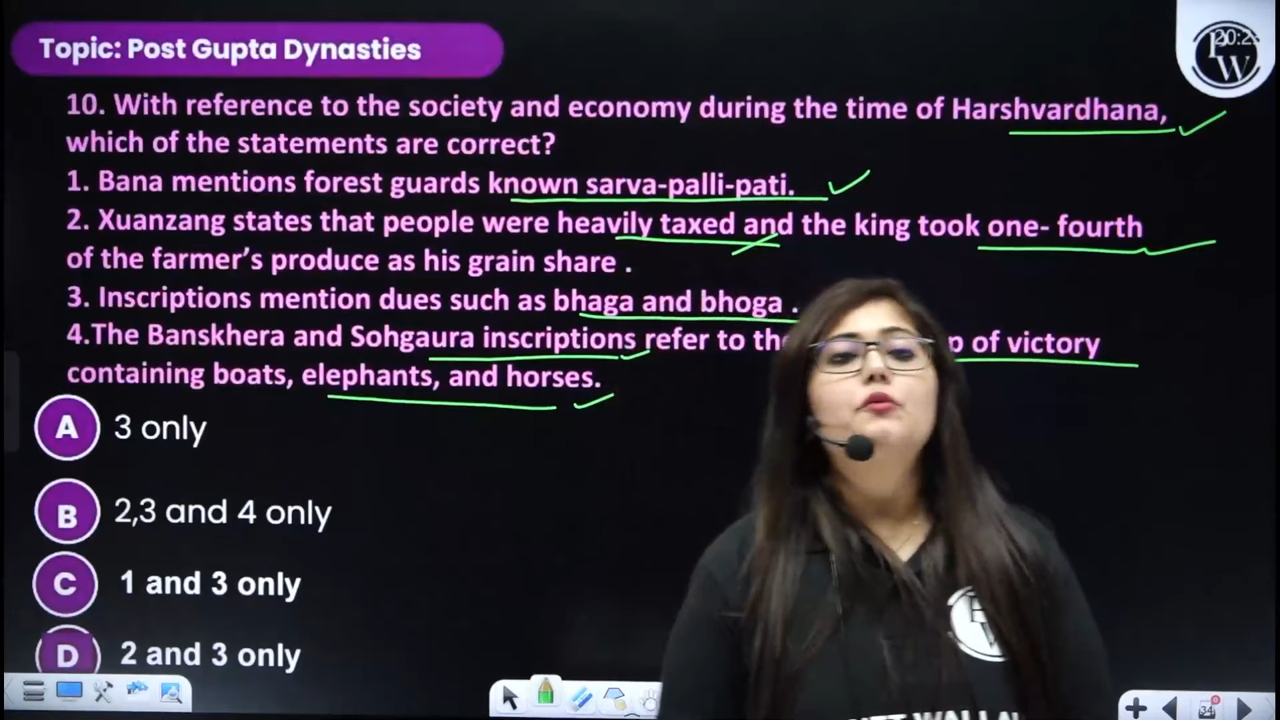 Topic: Post Gupta Dynasties
10. With reference to the society and economy during the time of Harshvardhana,
which of the statements are correct?
1. Bana mentions forest guards known sarva-palli-pati.
2. Xuanzang states that people were heavily taxed and the king took one- fourth
of the farmer's produce as his grain share .
3. Inscriptions mention dues such as bhaga and bhoga .
4.The Banskhera and Sohgaura inscriptions refer to of victory
containing boats, elephants, and horses.
A 3 only
B 2,3 and 4 only
C 1 and 3 only
D 2 and 3 only
P
W
34